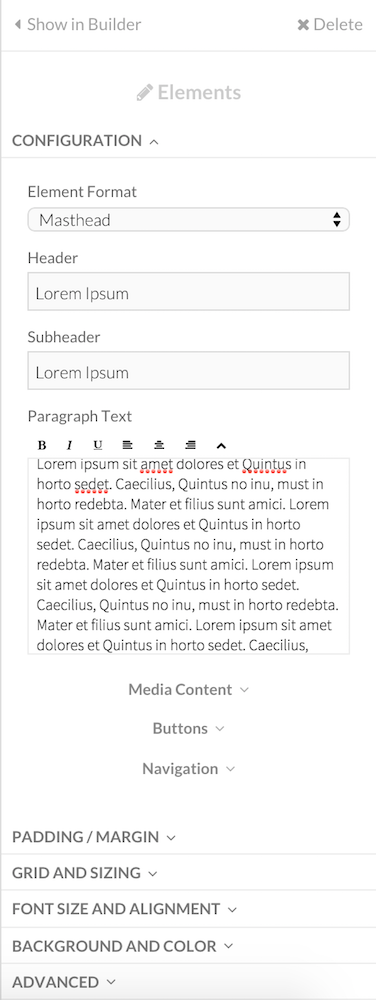 Show in Builder
Delete
Elements
CONFIGURATION
Element Format
Masthead
Header
Lorem Ipsum
Subheader
Lorem Ipsum
Paragraph Text
B I U
Lorem ipsum sit amet dolores et Quintus in
horto sedet. Caecilius, Quintus no inu, must in
horto redebta. Mater et filius sunt amici. Lorem
ipsum sit amet dolores et Quintus in horto
sedet. Caecilius, Quintus no inu, must in horto
redebta. Mater et filius sunt amici. Lorem ipsum
sit amet dolores et Quintus in horto sedet.
Caecilius, Quintus no inu, must in horto redebta.
Mater et filius sunt amici. Lorem ipsum sit amet
dolores et Quintus in horto sedet. Caecilius,
Media Content
Buttons
Navigation
PADDING / MARGIN
GRID AND SIZING
FONT SIZE AND ALIGNMENT
BACKGROUND AND COLOR
ADVANCED